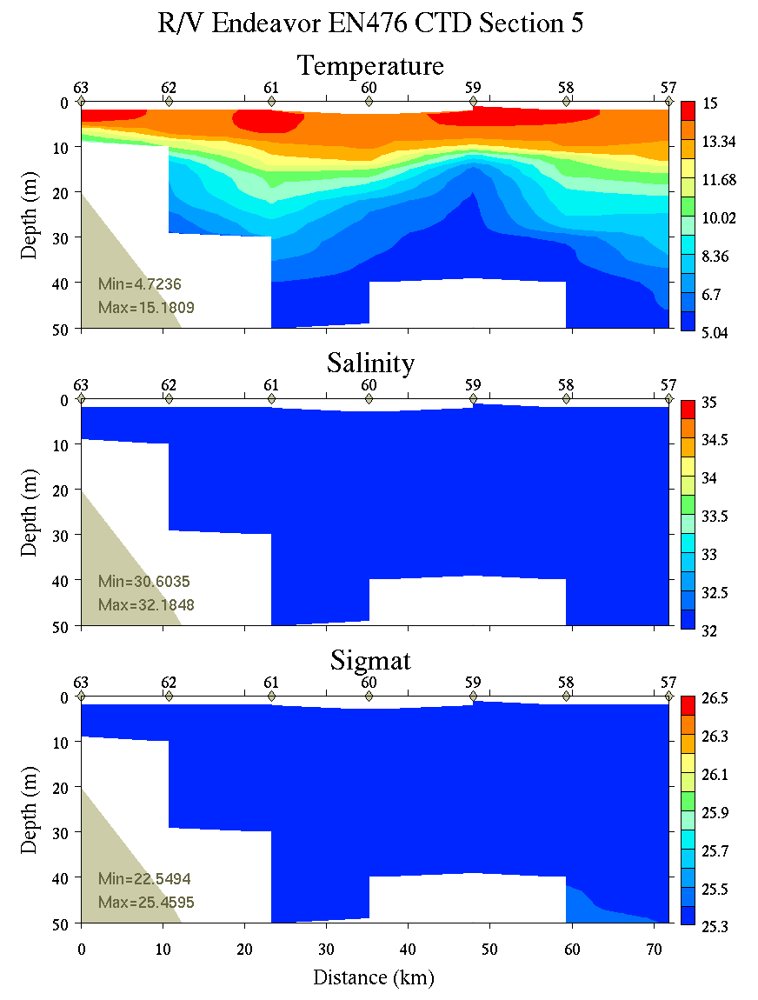 R/V Endeavor EN476 CTD Section 5
Temperature
63 62 61 60 59 58 57
0
10
20
30
40
50
Depth (m)
Min=4.7236
Max=15.1809
15
13.34
11.68
10.02
8.36
6.7
5.04
Salinity
63 62 61 60 59 58 57
0
10
20
30
40
50
Depth (m)
Min=30.6035
Max=32.1848
35
34.5
34
33.5
33
32.5
32
Sigmat
63 62 61 60 59 58 57
0
10
20
30
40
50
Depth (m)
Min=22.5494
Max=25.4595
26.5
26.3
26.1
25.9
25.7
25.5
25.3
0 10 20 30 40 50 60 70
Distance (km)